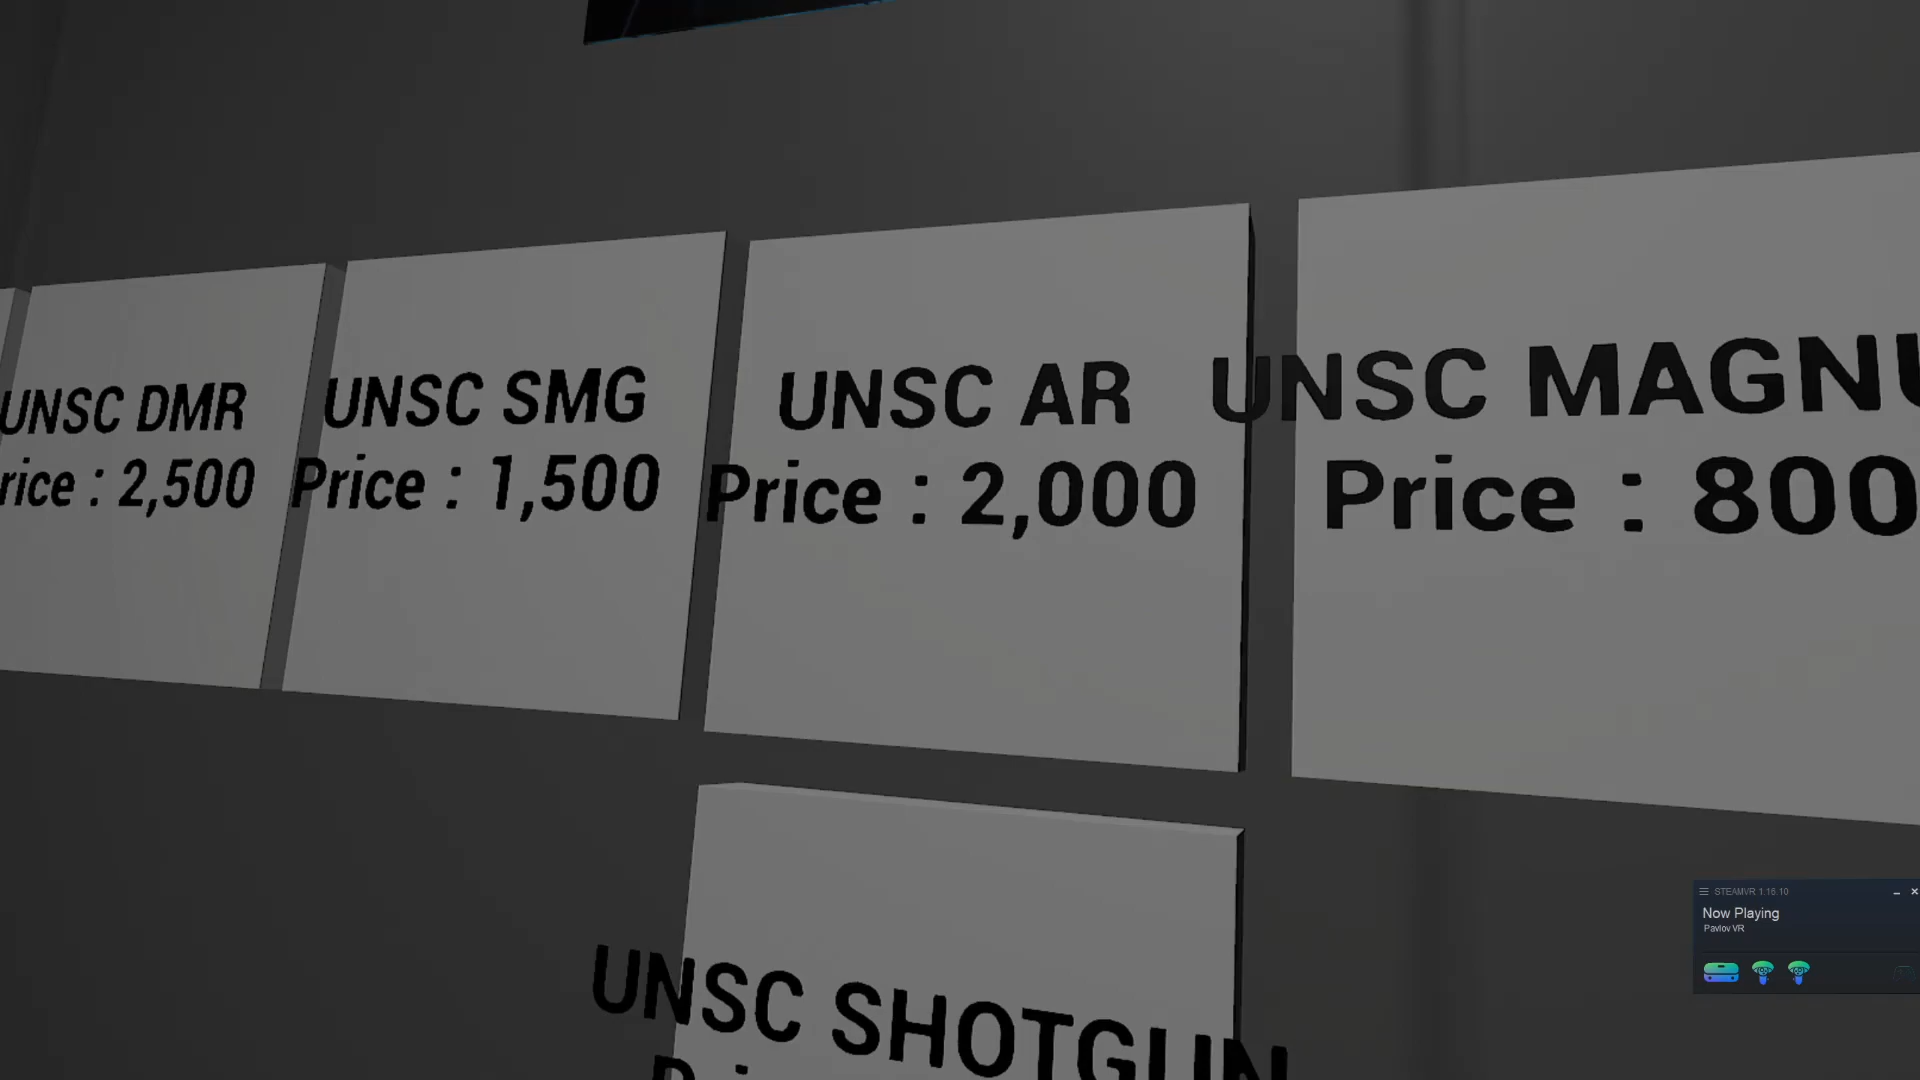 UNSC DMR
rice : 2,500
UNSC SMG
Price : 1,500
UNSC AR
Price : 2,000
UNSC MAGNU
Price : 800
UNSC SHOTGUN
STEAMVR 1.16.10
Now Playing
Pavlov VR